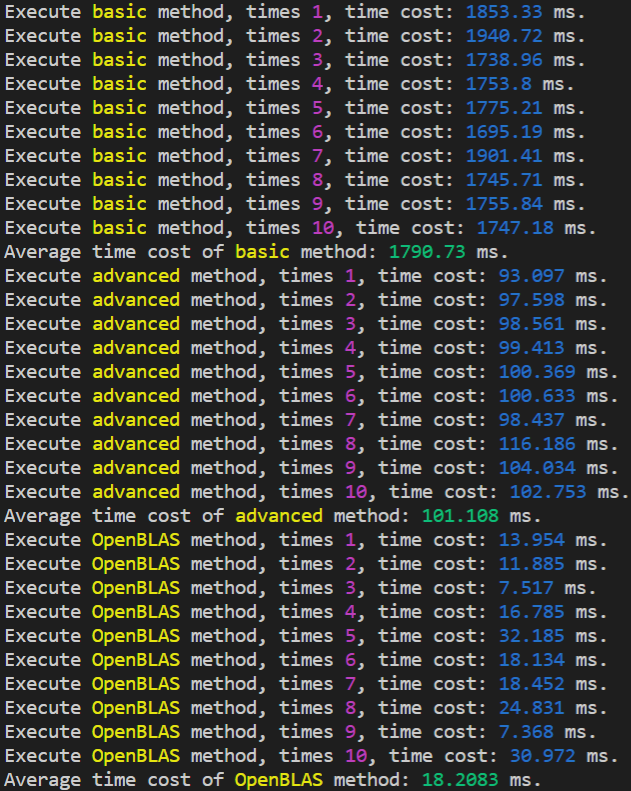 Execute basic method, times 1, time cost: 1853.33 ms.
Execute basic method, times 2, time cost: 1940.72 ms.
Execute basic method, times 3, time cost: 1738.96 ms.
Execute basic method, times 4, time cost: 1753.8 ms.
Execute basic method, times 5, time cost: 1775.21 ms.
Execute basic method, times 6, time cost: 1695.19 ms.
Execute basic method, times 7, time cost: 1901.41 ms.
Execute basic method, times 8, time cost: 1745.71 ms.
Execute basic method, times 9, time cost: 1755.84 ms.
Execute basic method, times 10, time cost: 1747.18 ms.
Average time cost of basic method: 1790.73 ms.
Execute advanced method, times 1, time cost: 93.097 ms.
Execute advanced method, times 2, time cost: 97.598 ms.
Execute advanced method, times 3, time cost: 98.561 ms.
Execute advanced method, times 4, time cost: 99.413 ms.
Execute advanced method, times 5, time cost: 100.369 ms.
Execute advanced method, times 6, time cost: 100.633 ms.
Execute advanced method, times 7, time cost: 98.437 ms.
Execute advanced method, times 8, time cost: 116.186 ms.
Execute advanced method, times 9, time cost: 104.034 ms.
Execute advanced method, times 10, time cost: 102.753 ms.
Average time cost of advanced method: 101.108 ms.
Execute OpenBLAS method, times 1, time cost: 13.954 ms.
Execute OpenBLAS method, times 2, time cost: 11.885 ms.
Execute OpenBLAS method, times 3, time cost: 7.517 ms.
Execute OpenBLAS method, times 4, time cost: 16.785 ms.
Execute OpenBLAS method, times 5, time cost: 32.185 ms.
Execute OpenBLAS method, times 6, time cost: 18.134 ms.
Execute OpenBLAS method, times 7, time cost: 18.452 ms.
Execute OpenBLAS method, times 8, time cost: 24.831 ms.
Execute OpenBLAS method, times 9, time cost: 7.368 ms.
Execute OpenBLAS method, times 10, time cost: 30.972 ms.
Average time cost of OpenBLAS method: 18.2083 ms.